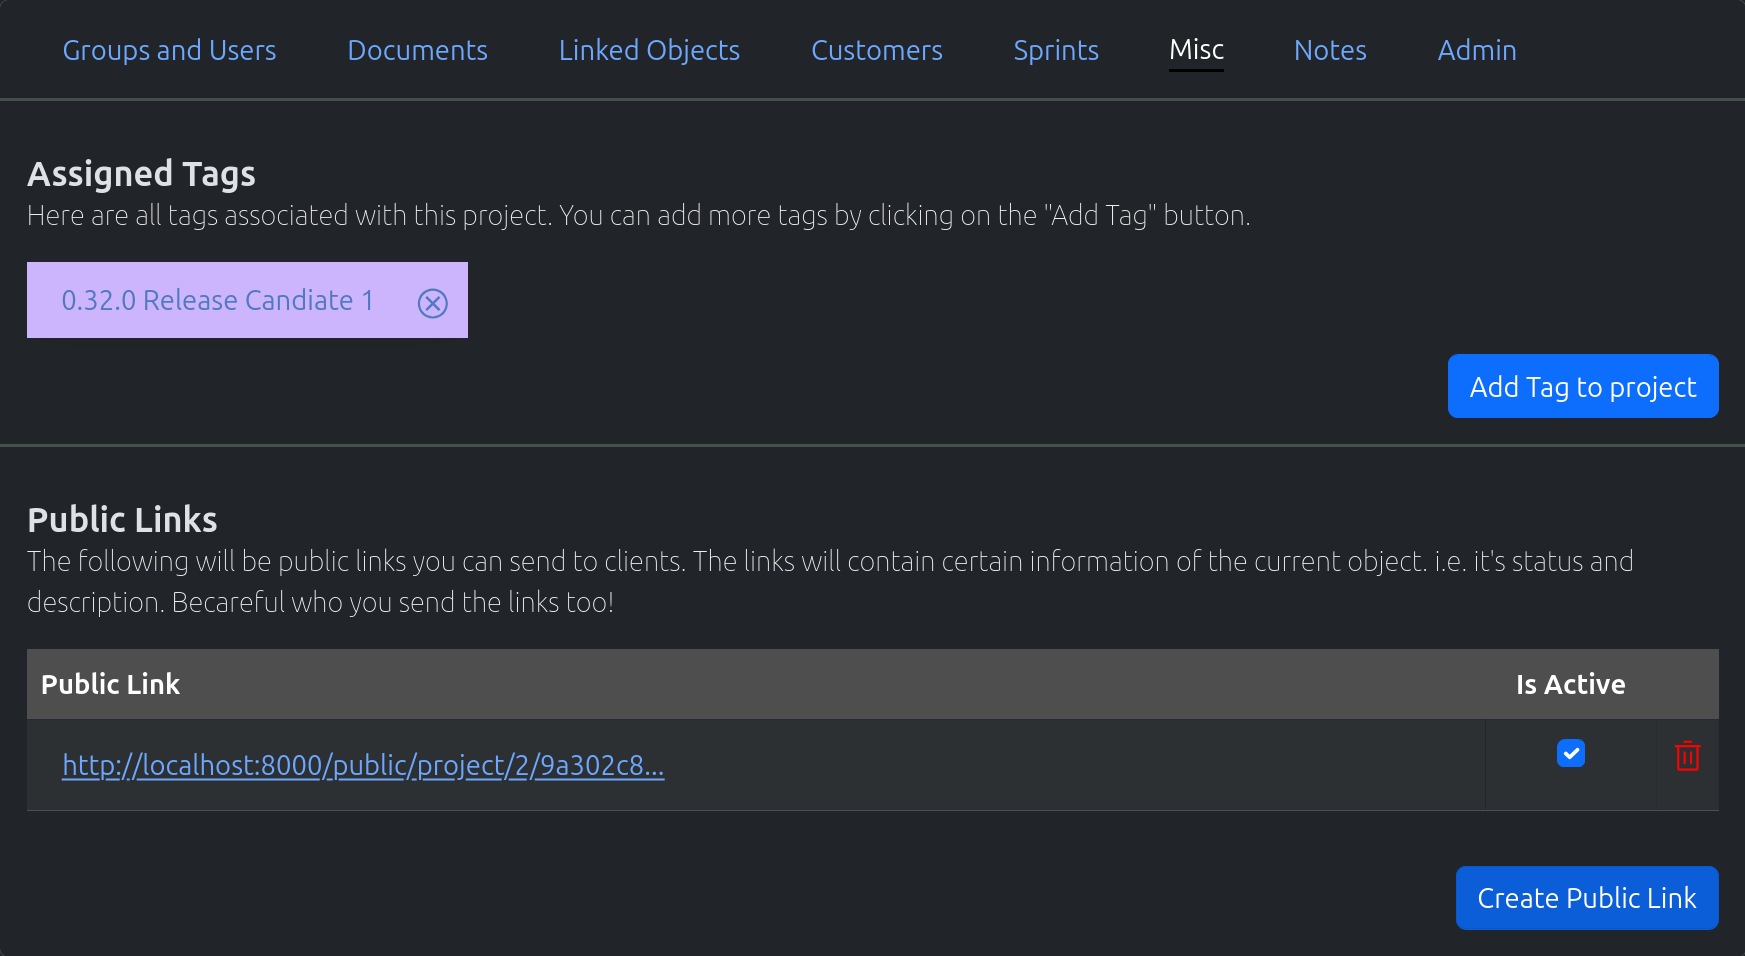 Groups and Users Documents Linked Objects Customers Sprints Misc Notes Admin
Assigned Tags
Here are all tags associated with this project. You can add more tags by clicking on the "Add Tag" button.
0.32.0 Release Candiate 1
Add Tag to project
Public Links
The following will be public links you can send to clients. The links will contain certain information of the current object. i.e. it's status and
description. Becareful who you send the links too!
Public Link Is Active
http://localhost:8000/public/project/2/9a302c8...
Create Public Link